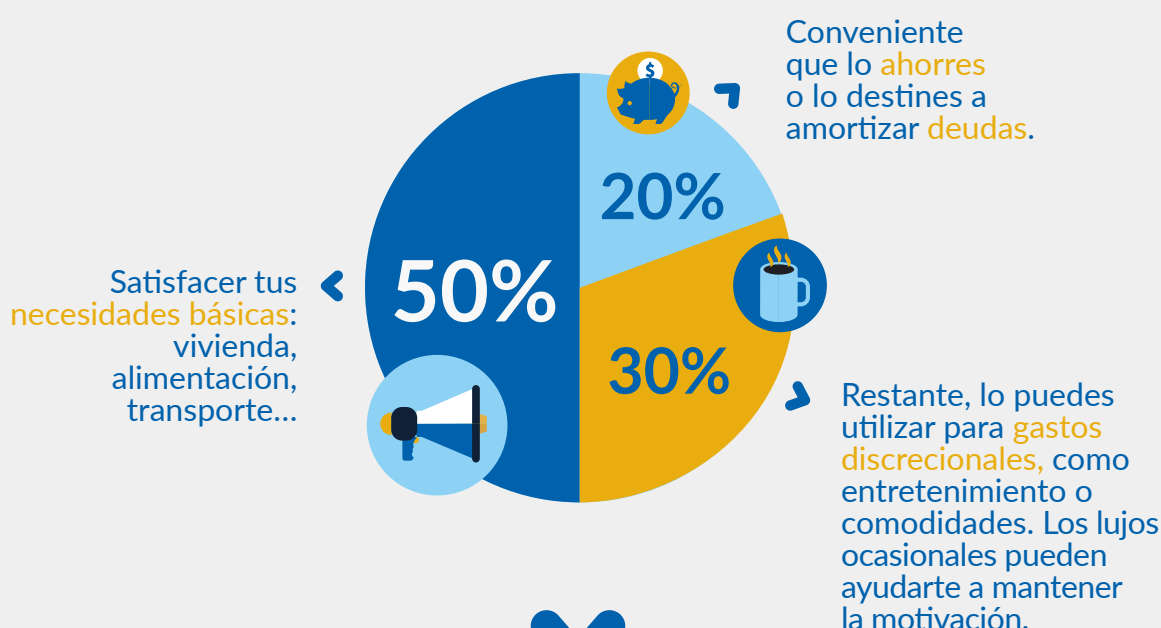 Conveniente
que lo ahorres
o lo destines a
amortizar deudas.
$
20%
50%
Satisfacer tus
necesidades básicas:
vivienda,
alimentación,
transporte...
30%
Restante, lo puedes
utilizar para gastos
discrecionales, como
entretenimiento o
comodidades. Los lujos
ocasionales pueden
ayudarte a mantener
la motivación.